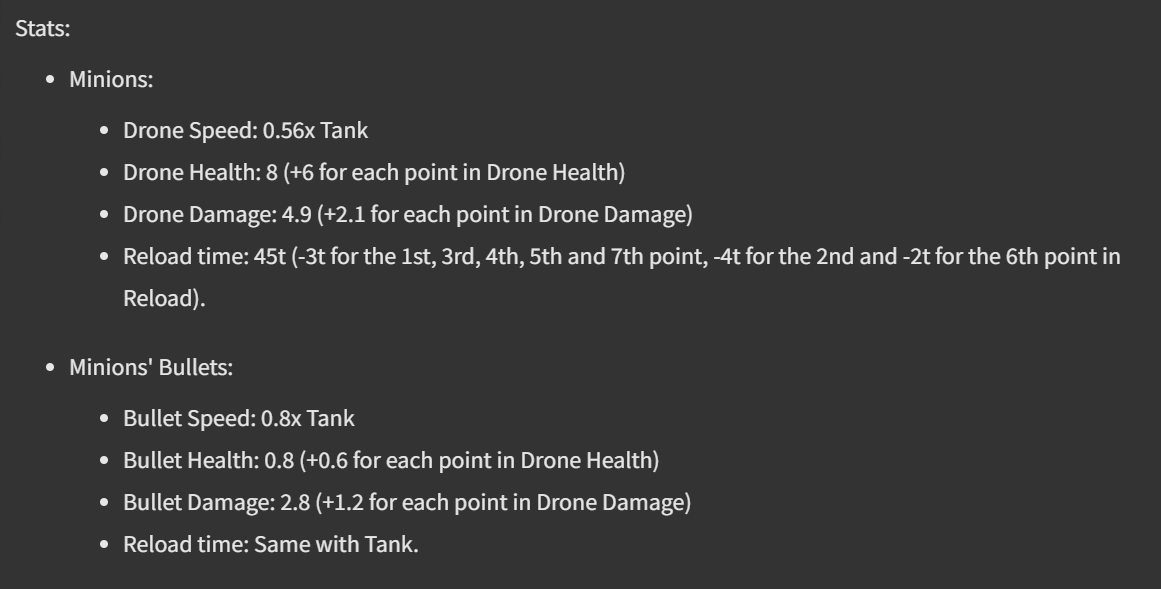 Stats:
Minions:
Drone Speed: 0.56x Tank
Drone Health: 8 (+6 for each point in Drone Health)
Drone Damage: 4.9 (+2.1 for each point in Drone Damage)
Reload time: 45t (-3t for the 1st, 3rd, 4th, 5th and 7th point, -4t for the 2nd and -2t for the 6th point in
Reload).
Minions' Bullets:
Bullet Speed: 0.8x Tank
Bullet Health: 0.8 (+0.6 for each point in Drone Health)
Bullet Damage: 2.8 (+1.2 for each point in Drone Damage)
Reload time: Same with Tank.